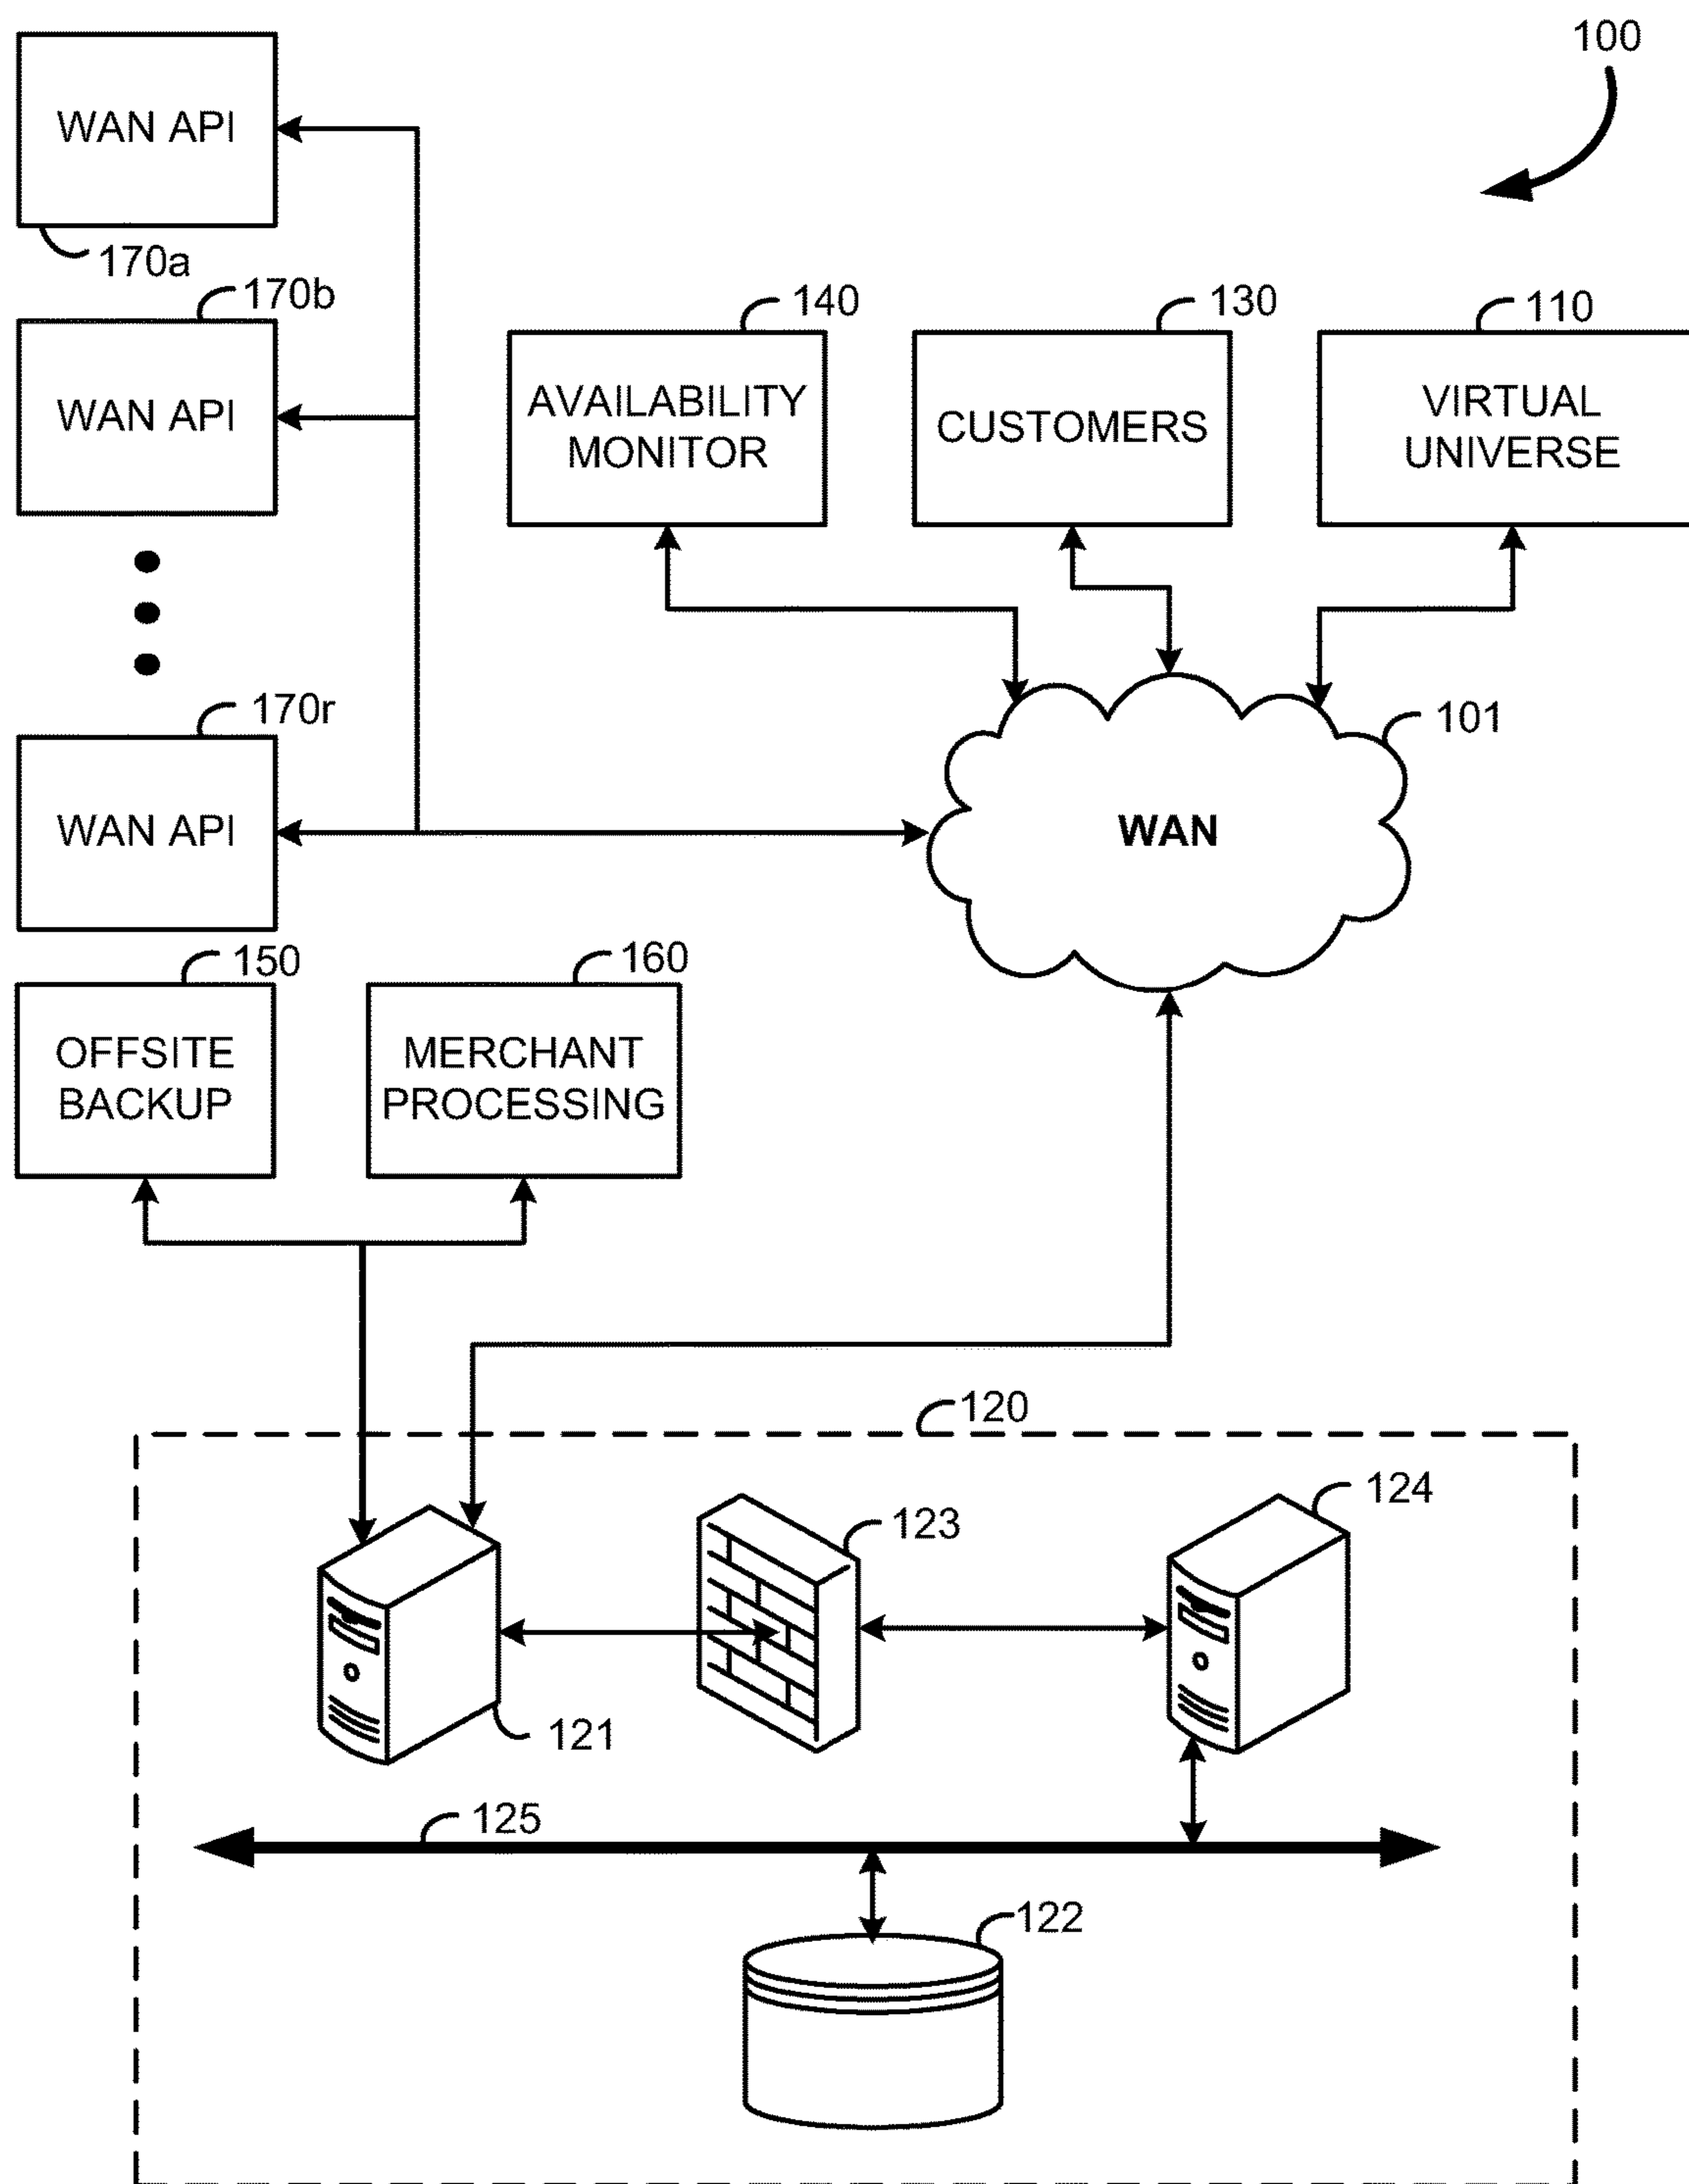 100
WAN API
170a
170b
WAN API
140
AVAILABILITY
MONITOR
130
CUSTOMERS
110
VIRTUAL
UNIVERSE
170r
WAN API
101
WAN
150
OFFSITE
BACKUP
160
MERCHANT
PROCESSING
120
121
123
124
125
122